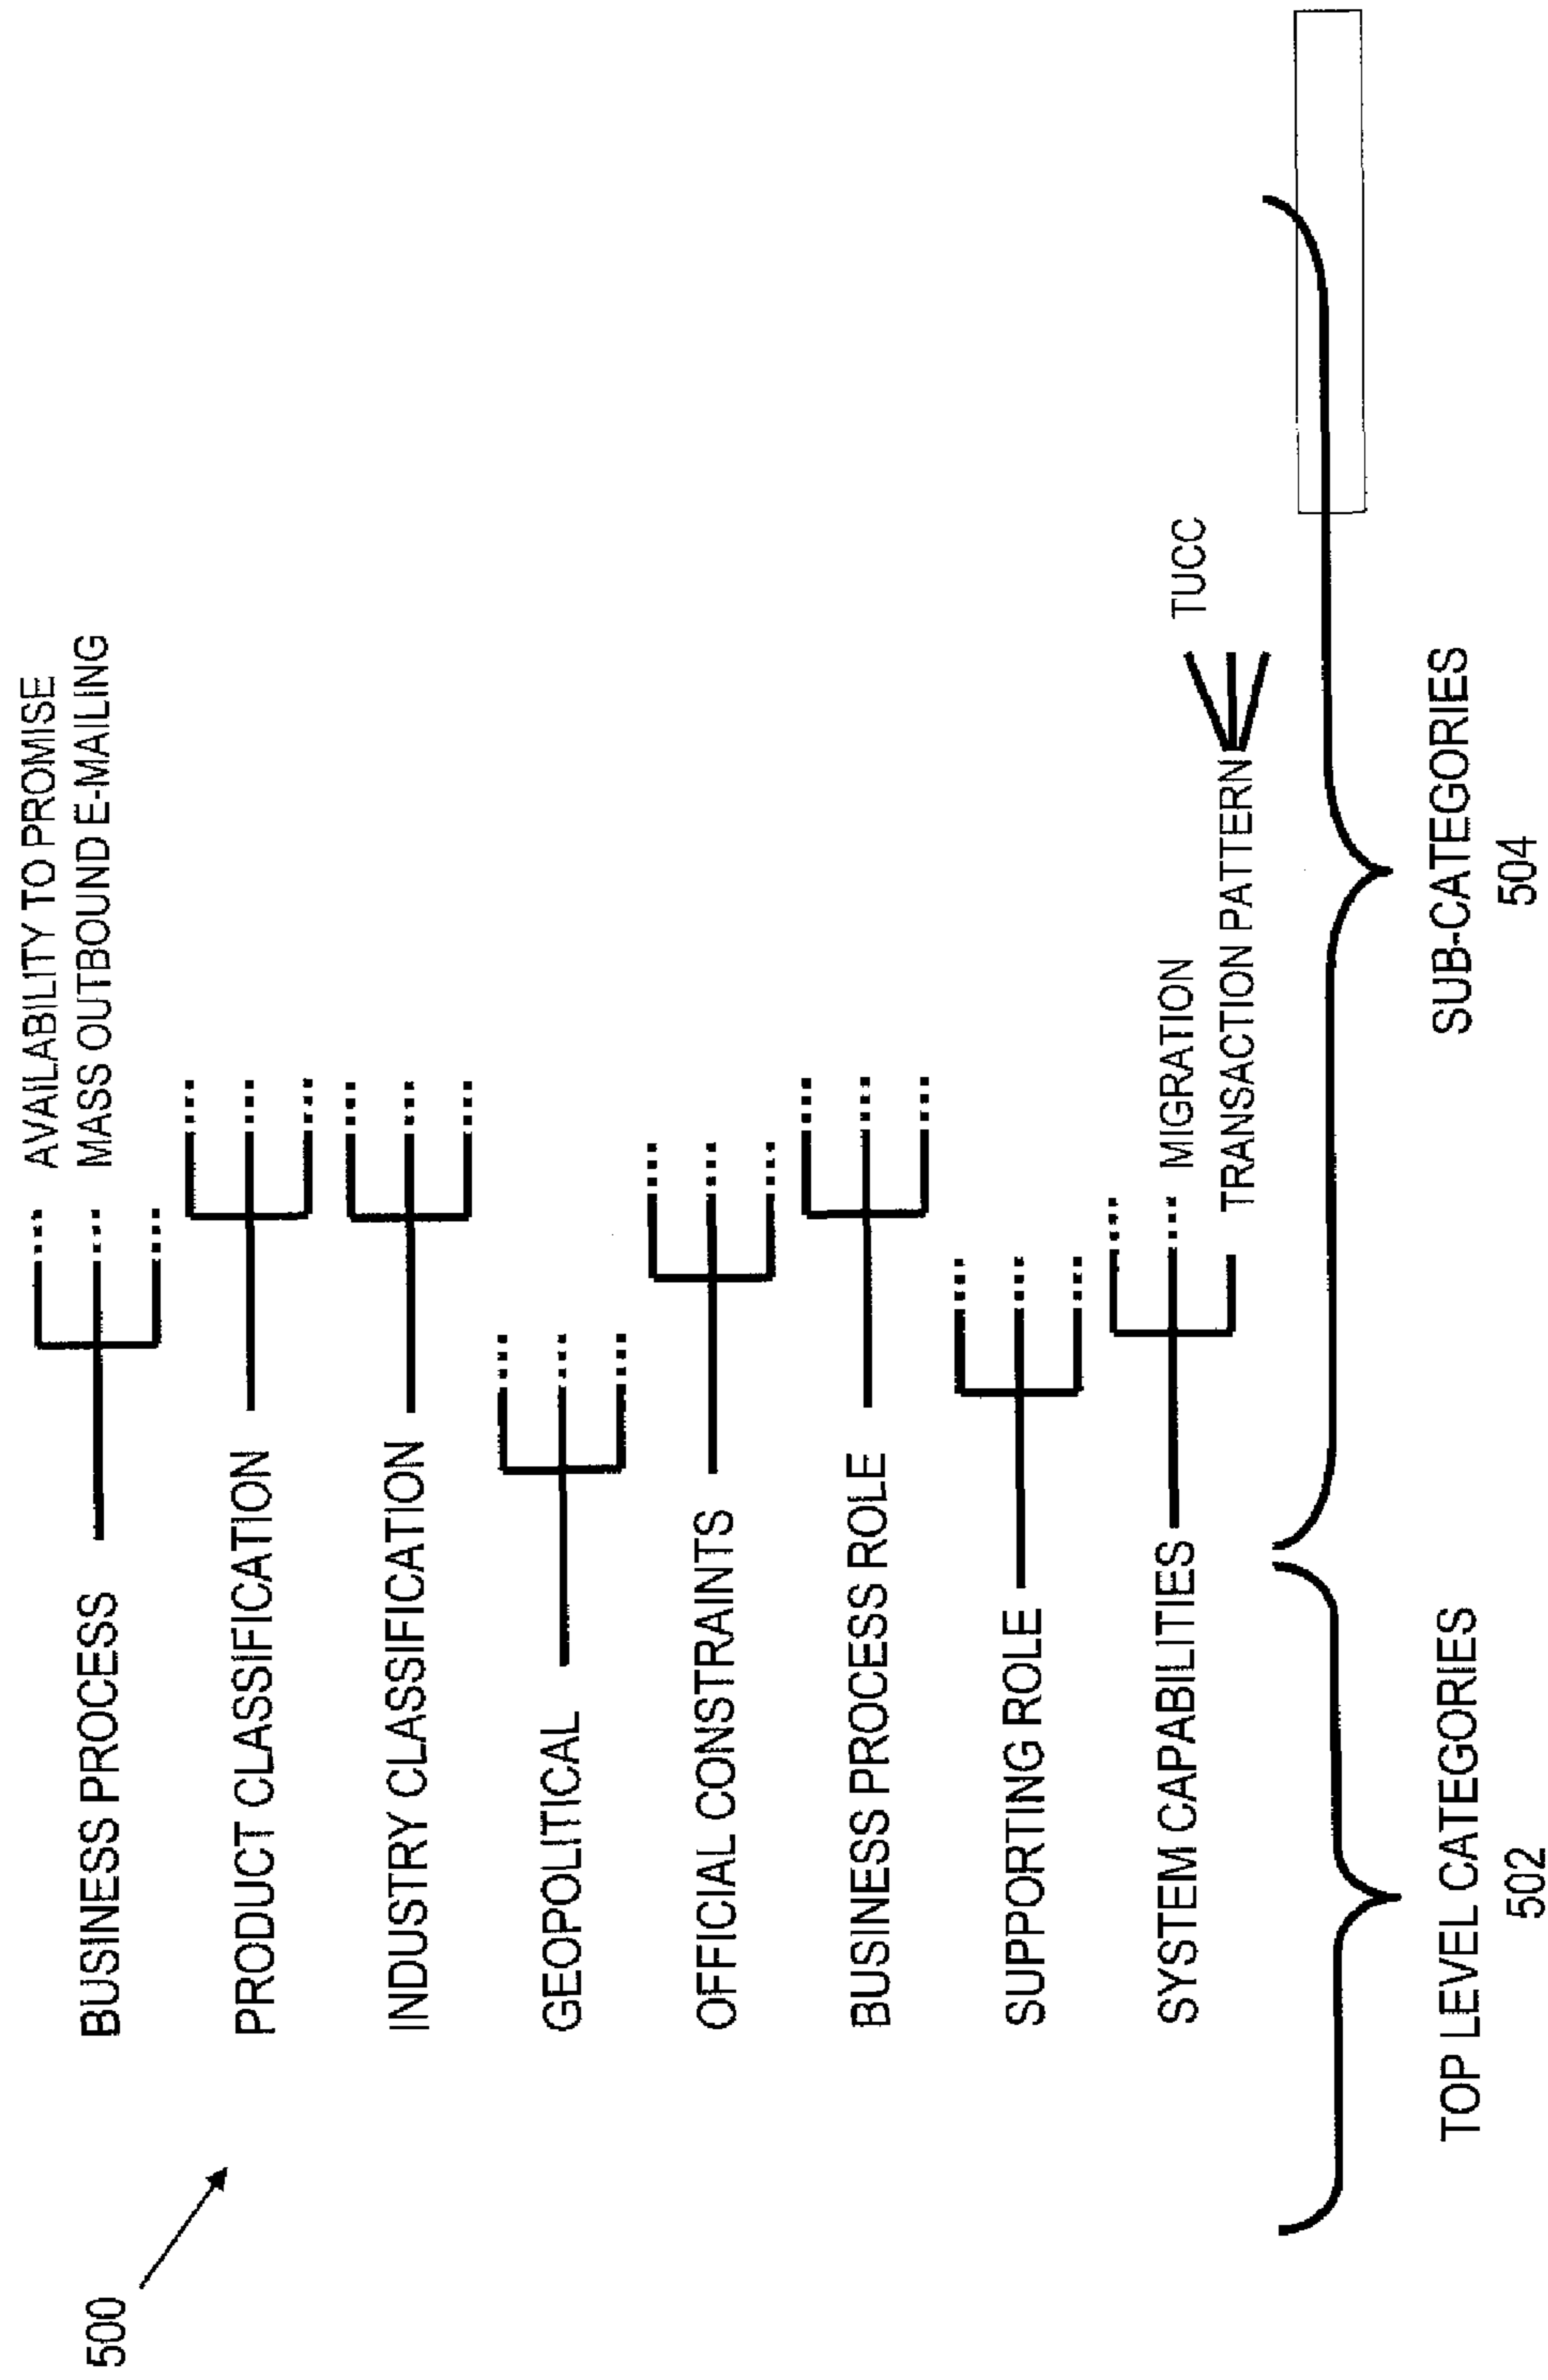 500
BUSINESS PROCESS
AVAILABILITY TO PROMISE
MASS OUTBOUND E-MAILING
PRODUCT CLASSIFICATION
INDUSTRY CLASSIFICATION
GEOPOLITICAL
OFFICIAL CONSTRAINTS
BUSINESS PROCESS ROLE
SUPPORTING ROLE
SYSTEM CAPABILITIES
MIGRATION
TRANSACTION PATTERN
TUCC
TOP LEVEL CATEGORIES
502
SUB-CATEGORIES
504